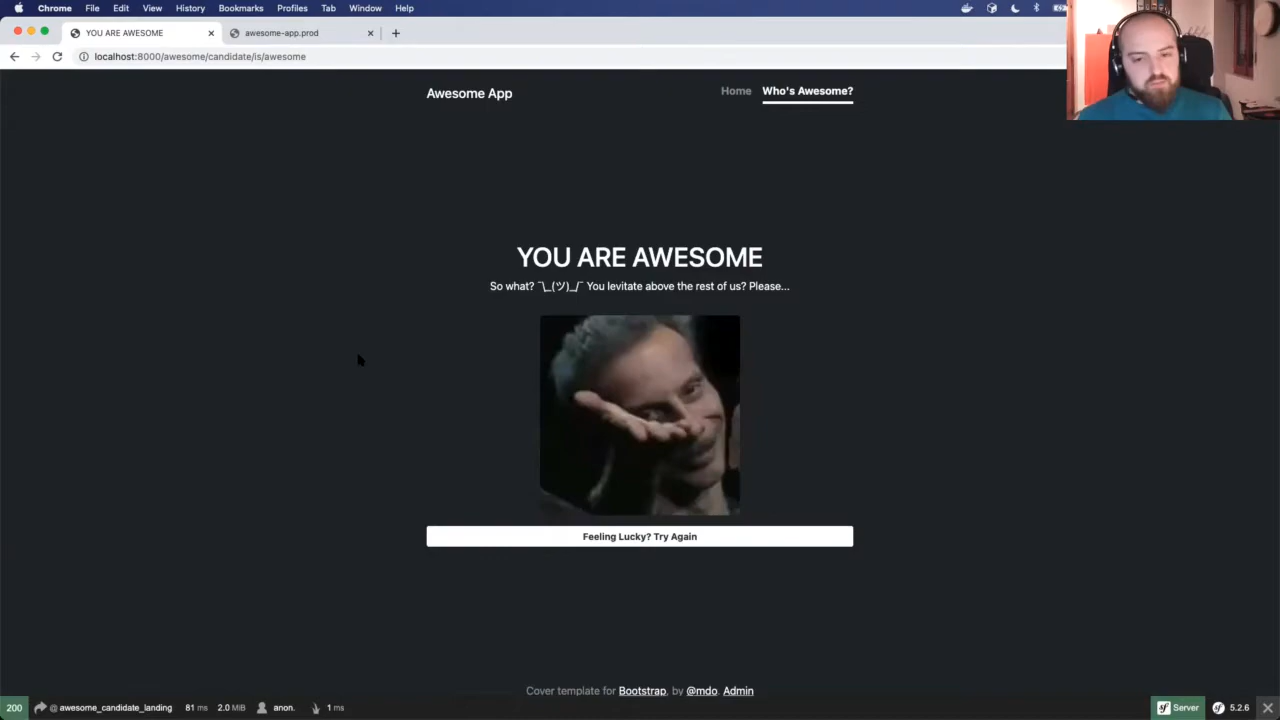 Chrome File Edit View History Bookmarks Profiles Tab Window Help
YOU ARE AWESOME
awesome-app.prod
localhost:8000/awesome/candidate/is/awesome
Awesome App
Home Who's Awesome?
YOU ARE AWESOME
So what? ¯\_(ツ)_/¯ You levitate above the rest of us? Please...
Feeling Lucky? Try Again
Cover template for Bootstrap, by @mdo. Admin
200 @ awesome_candidate_landing 81 ms 2.0 MiB anon. 1 ms Server 5.2.6